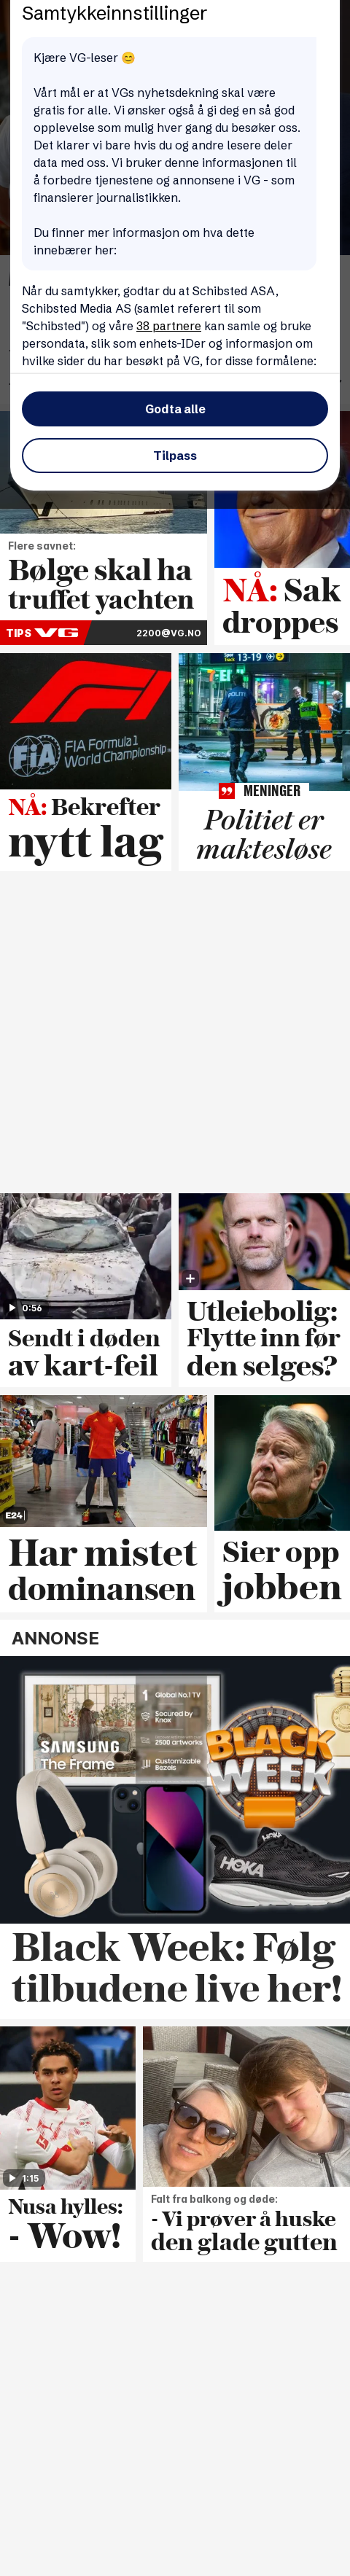 Samtykkeinnstillinger
Kjære VG-leser 😊
Vårt mål er at VGs nyhetsdekning skal være
gratis for alle. Vi ønsker også å gi deg en så god
opplevelse som mulig hver gang du besøker oss.
Det klarer vi bare hvis du og andre lesere deler
data med oss. Vi bruker denne informasjonen til
å forbedre tjenestene og annonsene i VG - som
finansierer journalistikken.
Du finner mer informasjon om hva dette
innebærer her:
Når du samtykker, godtar du at Schibsted ASA,
Schibsted Media AS (samlet referert til som
"Schibsted") og våre 38 partnere kan samle og bruke
persondata, slik som enhets-IDer og informasjon om
hvilke sider du har besøkt på VG, for disse formålene:
Godta alle
Tilpass
Flere savnet:
Bølge skal ha
truffet yachten
TIPS VG 2200@VG.NO
NÅ: Sak
droppes
FIA FIA Formula 1
World Championship
NÅ: Bekrefter
nytt lag
13-19
POLITI
MENINGER
Politiet er
maktesløse
0:56
Sendt i døden
av kart-feil
Utleiebolig:
Flytte inn før
den selges?
E24
Har mistet
dominansen
Sier opp
jobben
ANNONSE
SAMSUNG
The Frame
1 Global No.1 TV
Secured by
Knox
2500 artworks
Customizable
Bezels
BLACK
WEEK
HOKA
Black Week: Følg
tilbudene live her!
1:15
Nusa hylles:
- Wow!
Falt fra balkong og døde:
- Vi prøver å huske
den glade gutten